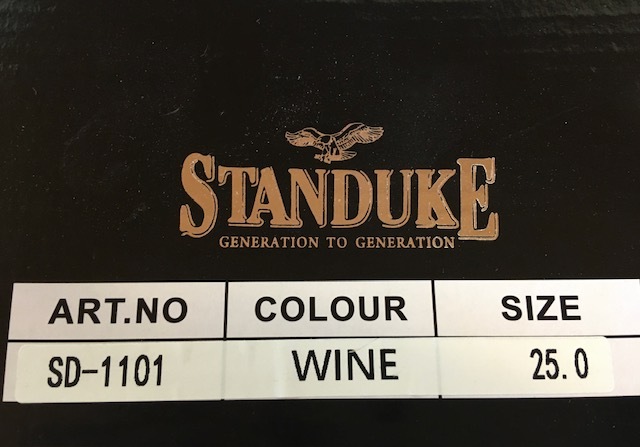 STANDUKE
GENERATION TO GENERATION
ART.NO COLOUR SIZE
SD-1101 WINE 25.0